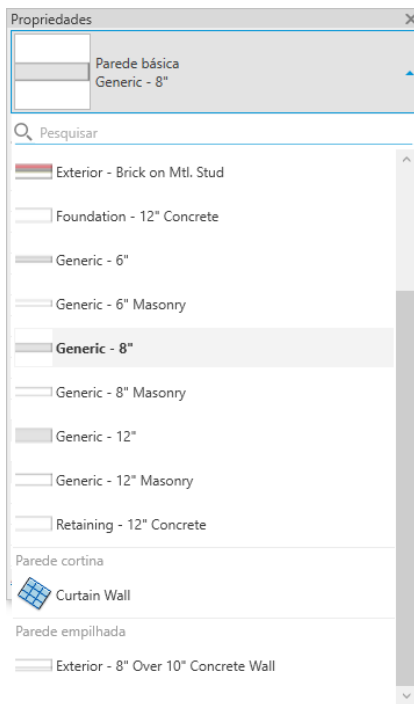 Propriedades
Parede básica
Generic - 8"
Pesquisar
Exterior - Brick on Mtl. Stud
Foundation - 12" Concrete
Generic - 6"
Generic - 6" Masonry
Generic - 8"
Generic - 8" Masonry
Generic - 12"
Generic - 12" Masonry
Retaining - 12" Concrete
Parede cortina
Curtain Wall
Parede empilhada
Exterior - 8" Over 10" Concrete Wall